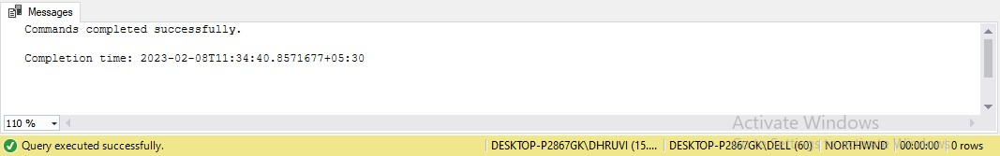 Messages
Commands completed successfully.
Completion time: 2023-02-08T11:34:40.8571677+05:30
110 %
Activate Windows
Query executed successfully.
DESKTOP-P2867GK\DHRUVI (15....
DESKTOP-P2867GK\DELL (60)
NORTHWIND
00:00:00
0 rows